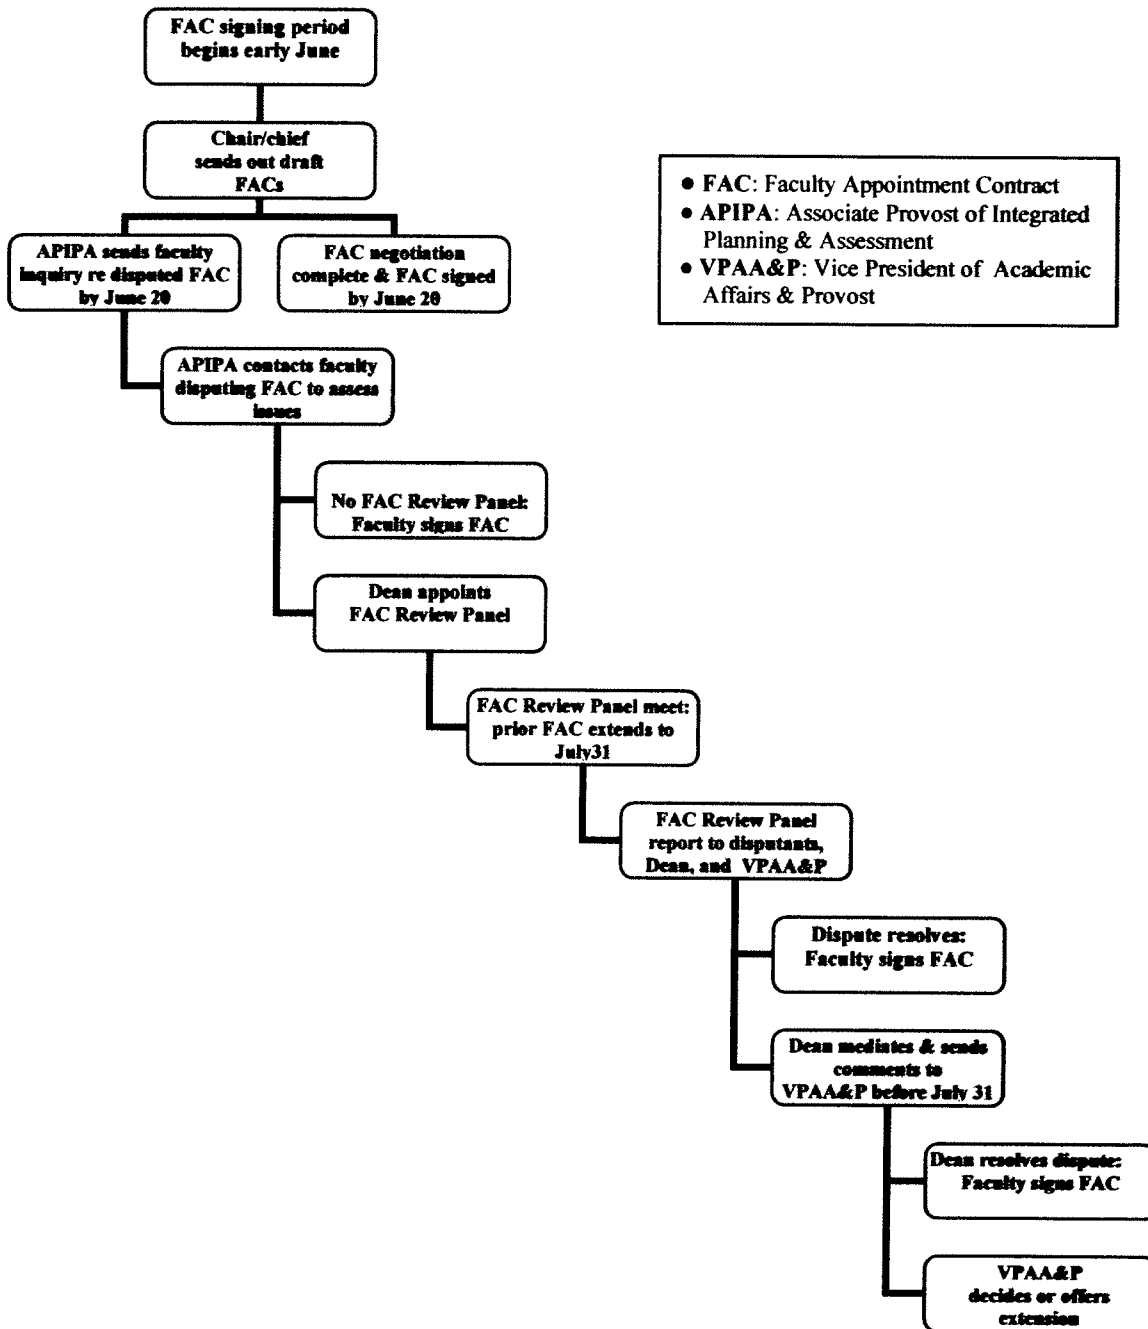 FAC signing period
begins early June
Chair/chief
sends out draft
FACs
APIPA sends faculty
inquiry re disputed FAC
by June 20
FAC negotiation
complete & FAC signed
by June 20
● FAC: Faculty Appointment Contract
● APIPA: Associate Provost of Integrated
Planning & Assessment
● VPAA&P: Vice President of Academic
Affairs & Provost
APIPA contacts faculty
disputing FAC to assess
issues
No FAC Review Panel:
Faculty signs FAC
Dean appoints
FAC Review Panel
FAC Review Panel meet:
prior FAC extends to
July31
FAC Review Panel
report to disputants,
Dean, and VPAA&P
Dispute resolves:
Faculty signs FAC
Dean mediates & sends
comments to
VPAA&P before July 31
Dean resolves dispute:
Faculty signs FAC
VPAA&P
decides or offers
extension